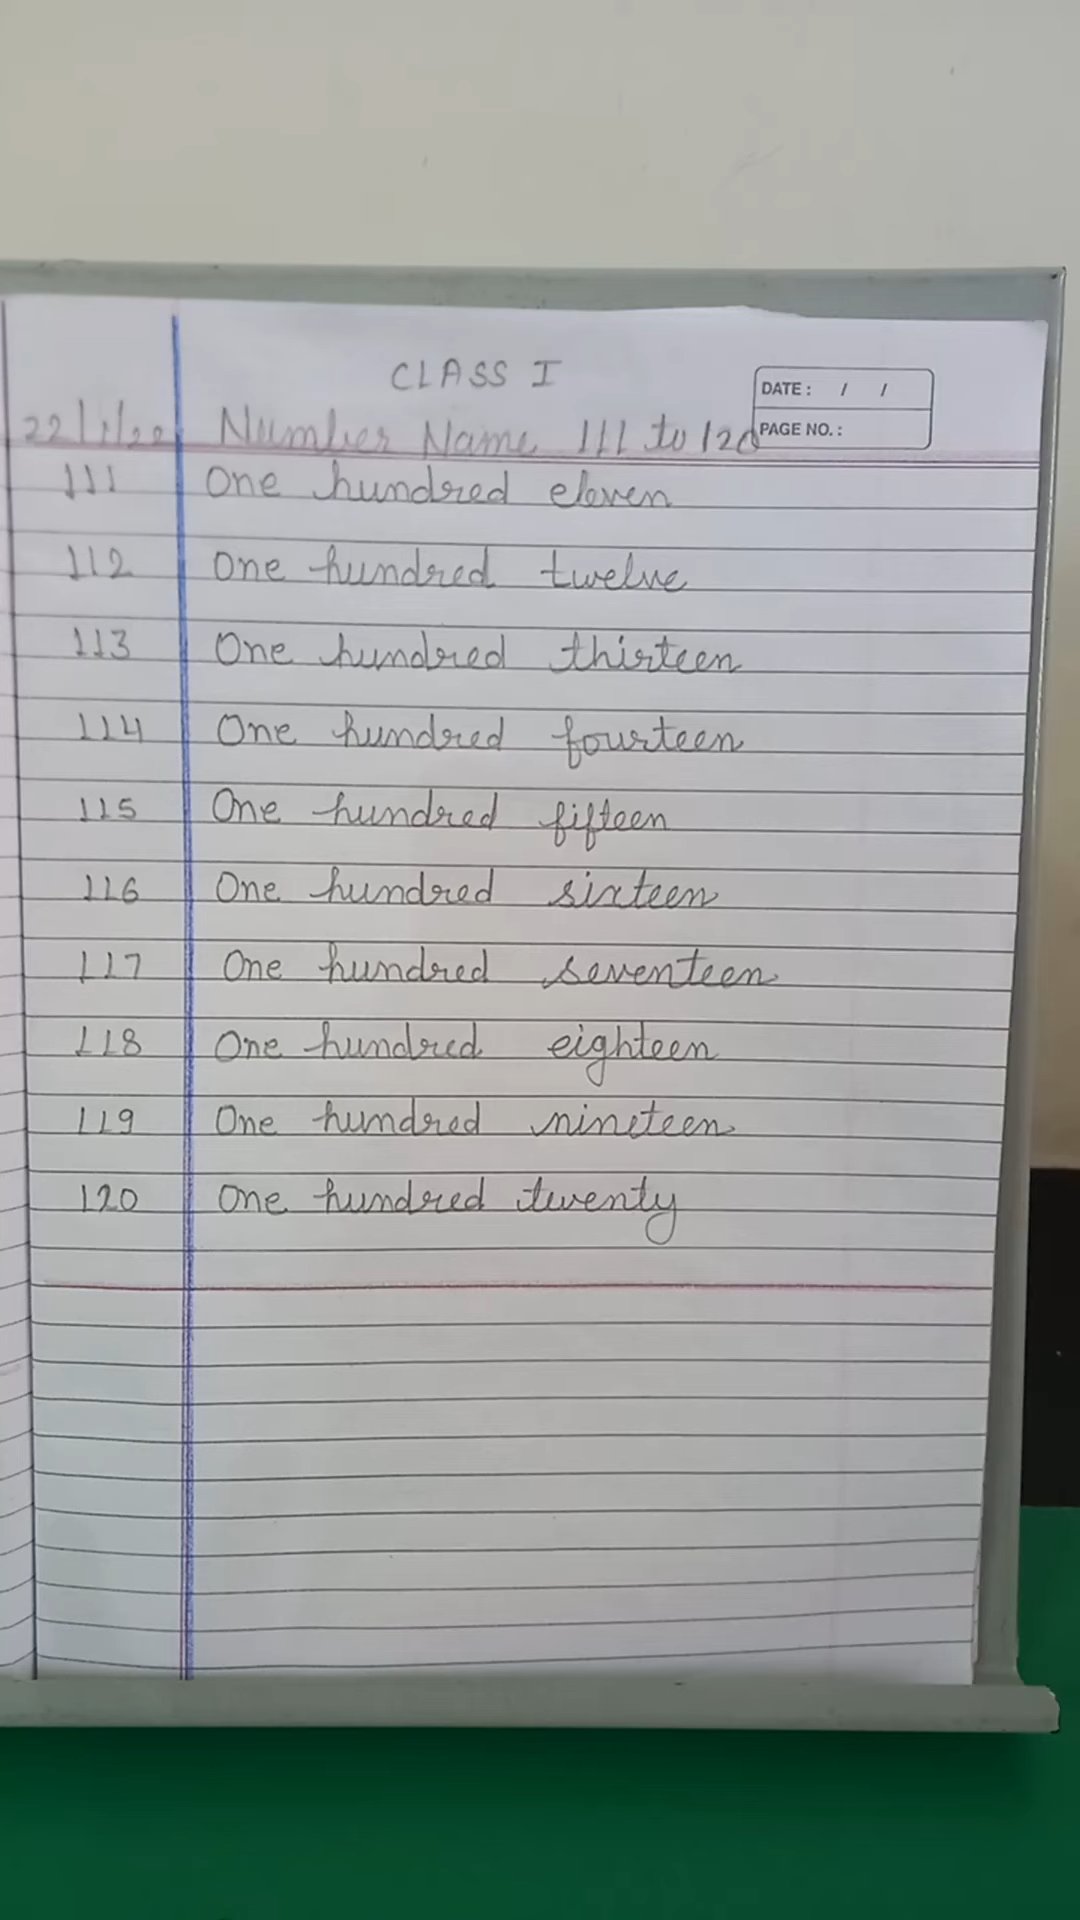 CLASS I
DATE: / /
PAGE NO.:
22/1/22 Number Name 111 to 120
111 One hundred eleven
112 One hundred twelve
113 One hundred thirteen
114 One hundred fourteen
115 One hundred fifteen
116 One hundred sixteen
117 One hundred seventeen
118 One hundred eighteen
119 One hundred nineteen
120 One hundred twenty